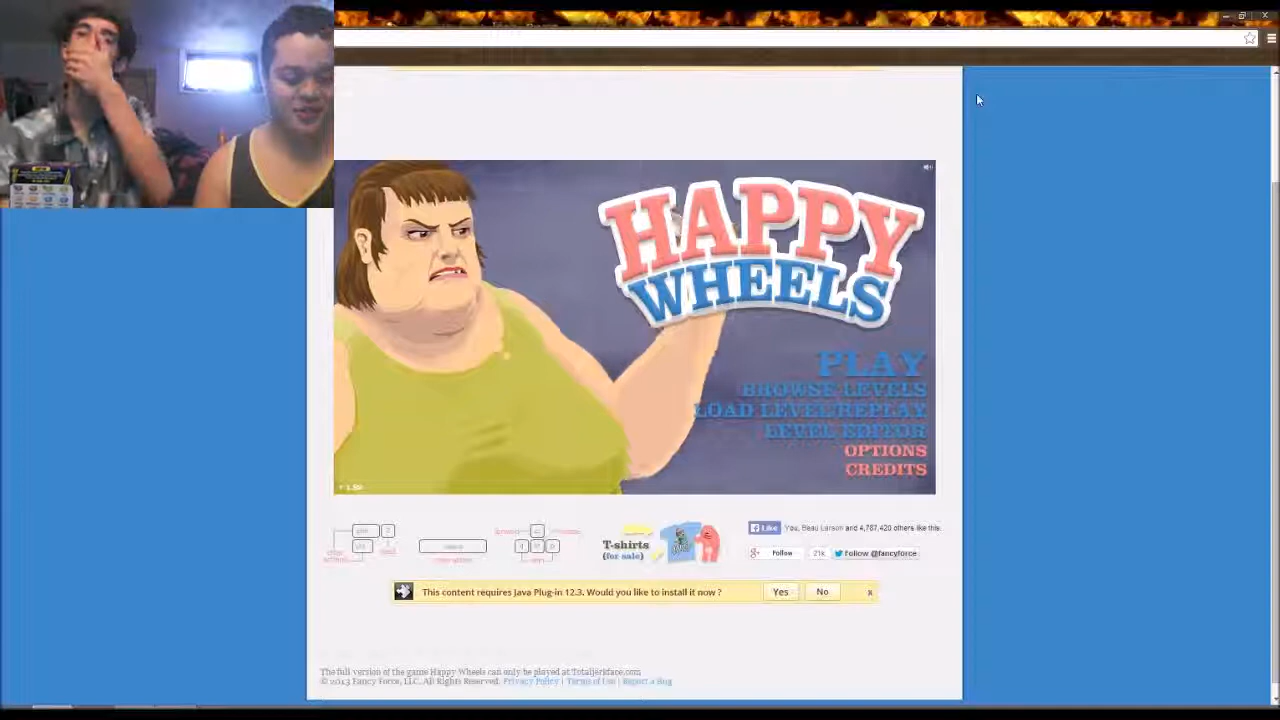 HAPPY
WHEELS
PLAY
BROWSE LEVELS
LOAD LEVEL/REPLAY
LEVEL EDITOR
OPTIONS
CREDITS
T-shirts
(for sale)
Like You, Beau Larson and 4,787,420 others like this.
Follow 21k Follow @fancyforce
This content requires Java Plug-in 12.3. Would you like to install it now ? Yes No x
The full version of the game Happy Wheels can only be played at Totaljerkface.com
© 2013 Fancy Force, LLC. All Rights Reserved. Privacy Policy | Terms of Use | Report a Bug